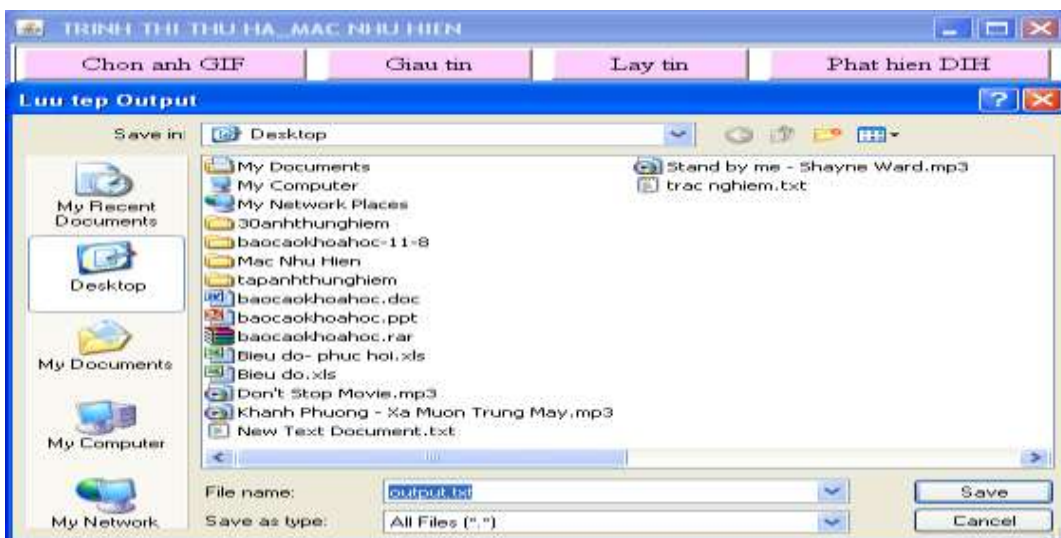 TRINH THI THU HA_MAC NHU HIEN
Chon anh GIF Giau tin Lay tin Phat hien DIH
Luu tep Output
Save in: Desktop
My Recent Documents
Desktop
My Documents
My Computer
My Network
My Documents
My Computer
My Network Places
30anhthunghiem
baocaokhoahoc-11-8
Mac Nhu Hien
tapanhthunghiem
baocaokhoahoc.doc
baocaokhoahoc.ppt
baocaokhoahoc.rar
Bieu do- phuc hoi.xls
Bieu do.xls
Don't Stop Movie.mp3
Khanh Phuong - Xa Muon Trung May.mp3
New Text Document.txt
Stand by me - Shayne Ward.mp3
trac nghiem.txt
File name: output.txt Save
Save as type: All Files (*.*) Cancel